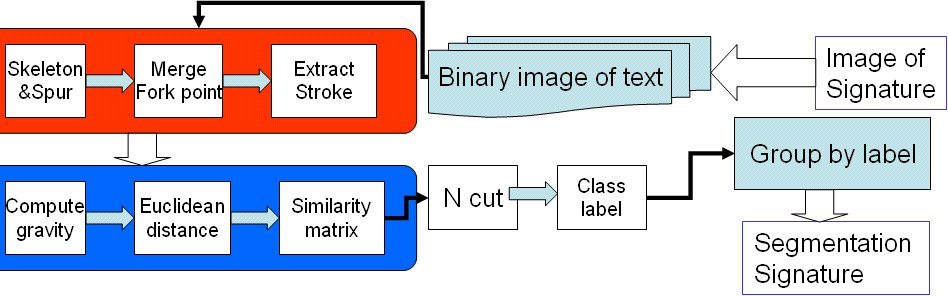 Skeleton
&Spur
Merge
Fork point
Extract
Stroke
Binary image of text
Image of
Signature
Compute
gravity
Euclidean
distance
Similarity
matrix
N cut
Class
label
Group by label
Segmentation
Signature